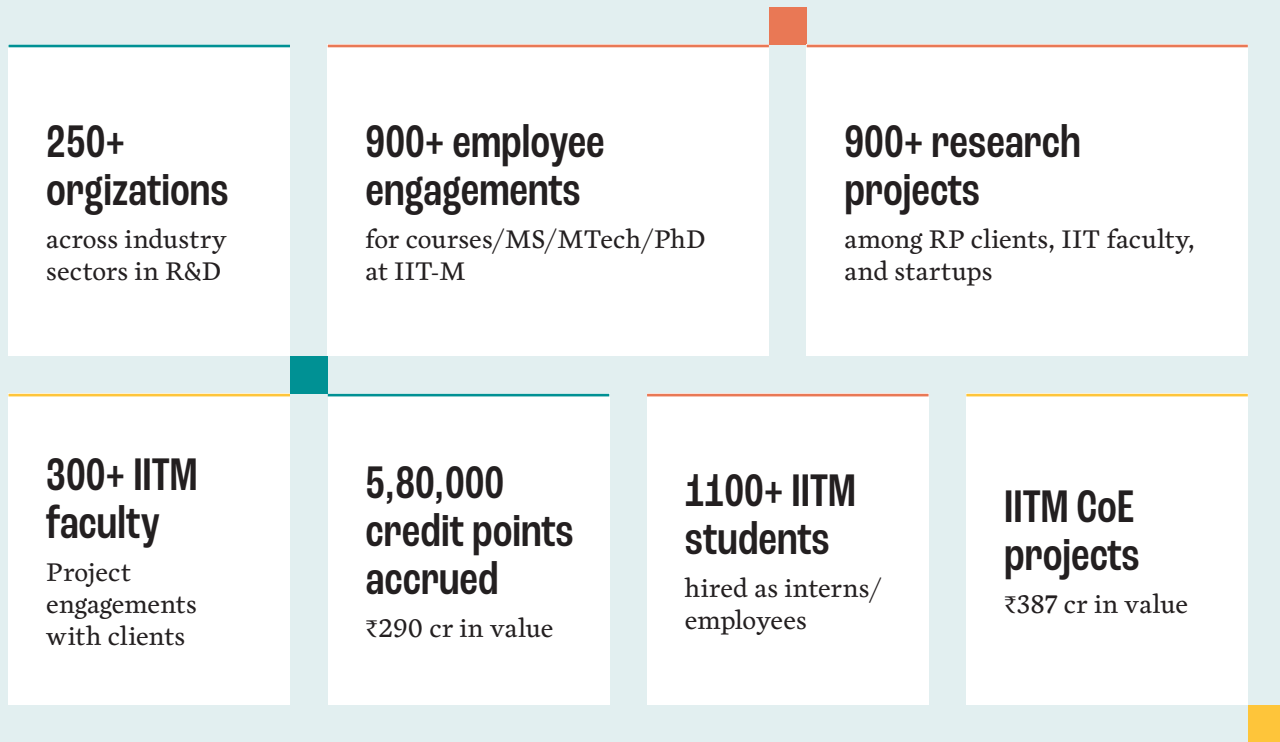 250+
orgizations
across industry
sectors in R&D
900+ employee
engagements
for courses/MS/MTech/PhD
at IIT-M
900+ research
projects
among RP clients, IIT faculty,
and startups
300+ IITM
faculty
Project
engagements
with clients
5,80,000
credit points
accrued
₹290 cr in value
1100+ IITM
students
hired as interns/
employees
IITM CoE
projects
₹387 cr in value